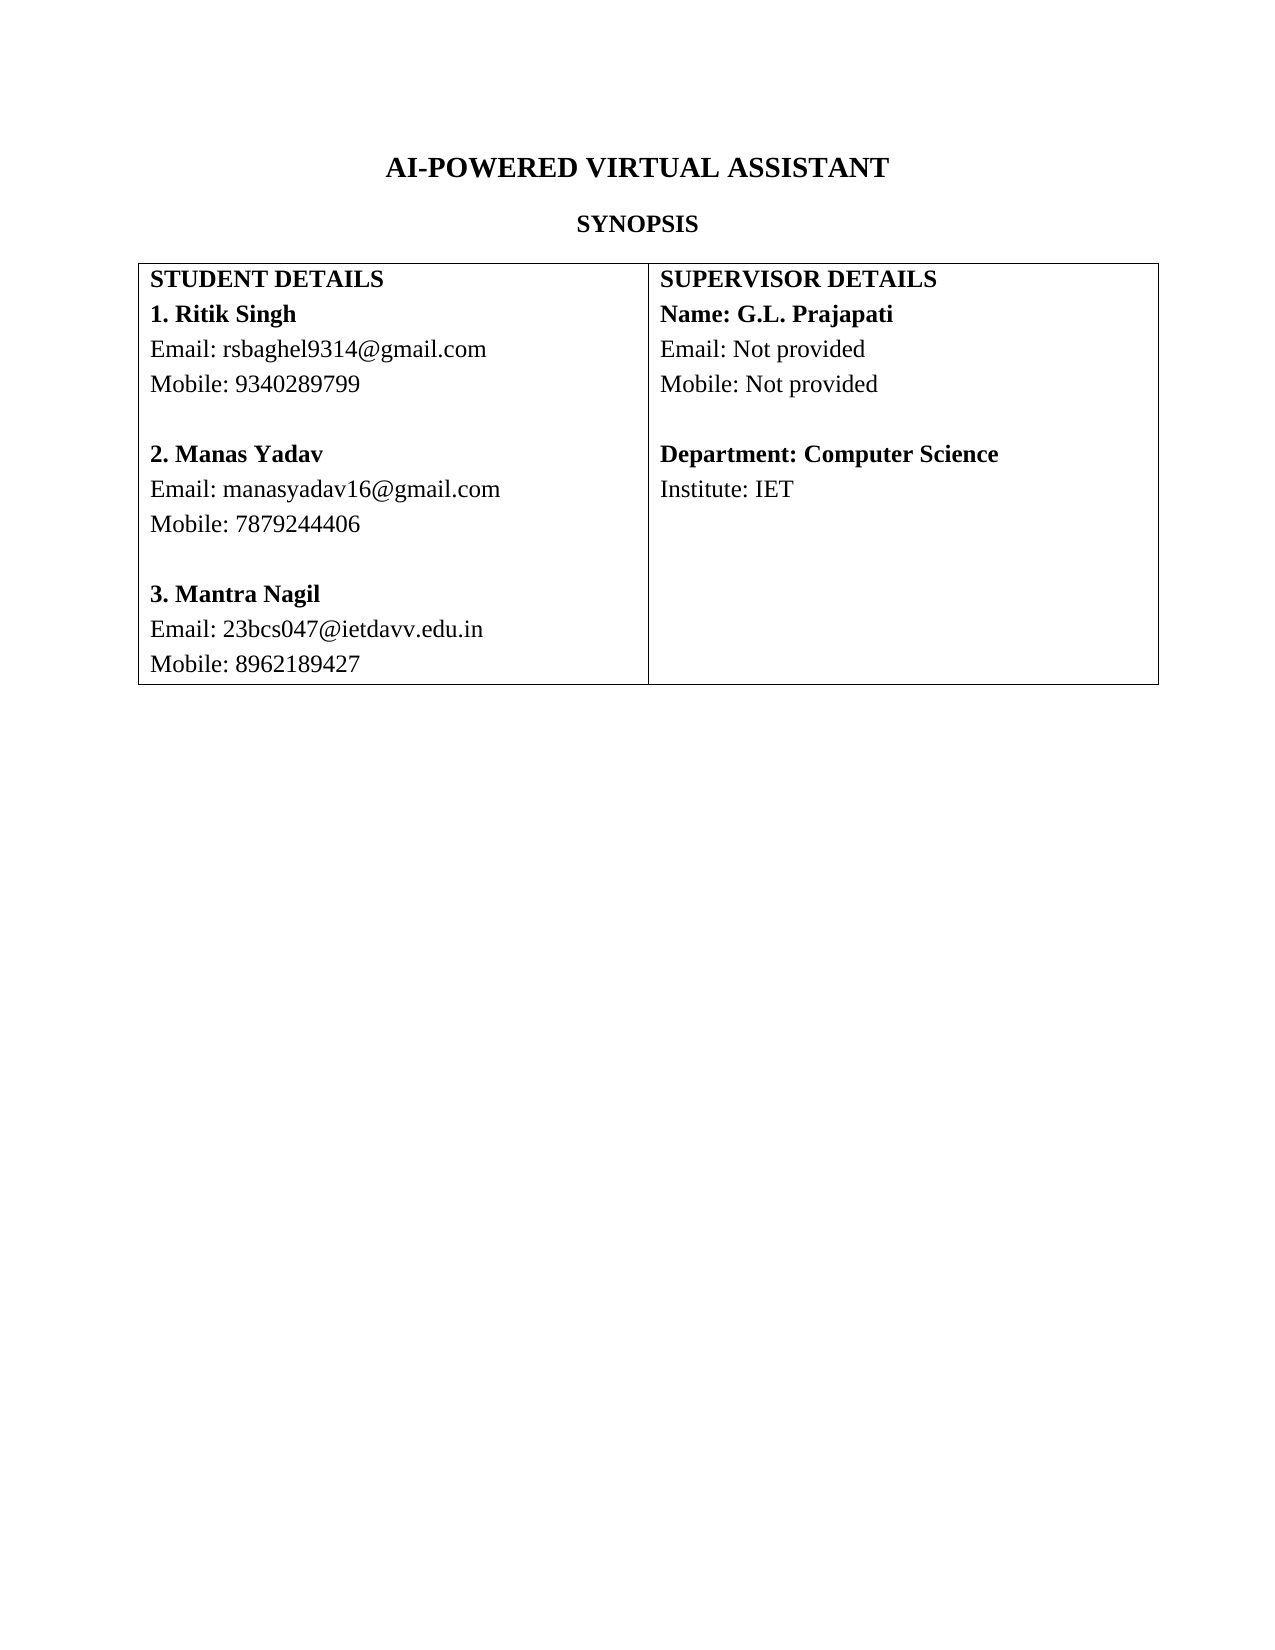 AI-POWERED VIRTUAL ASSISTANT
SYNOPSIS
STUDENT DETAILS
1. Ritik Singh
Email: rsbaghel9314@gmail.com
Mobile: 9340289799
2. Manas Yadav
Email: manasyadav16@gmail.com
Mobile: 7879244406
3. Mantra Nagil
Email: 23bcs047@ietdavv.edu.in
Mobile: 8962189427
SUPERVISOR DETAILS
Name: G.L. Prajapati
Email: Not provided
Mobile: Not provided
Department: Computer Science
Institute: IET